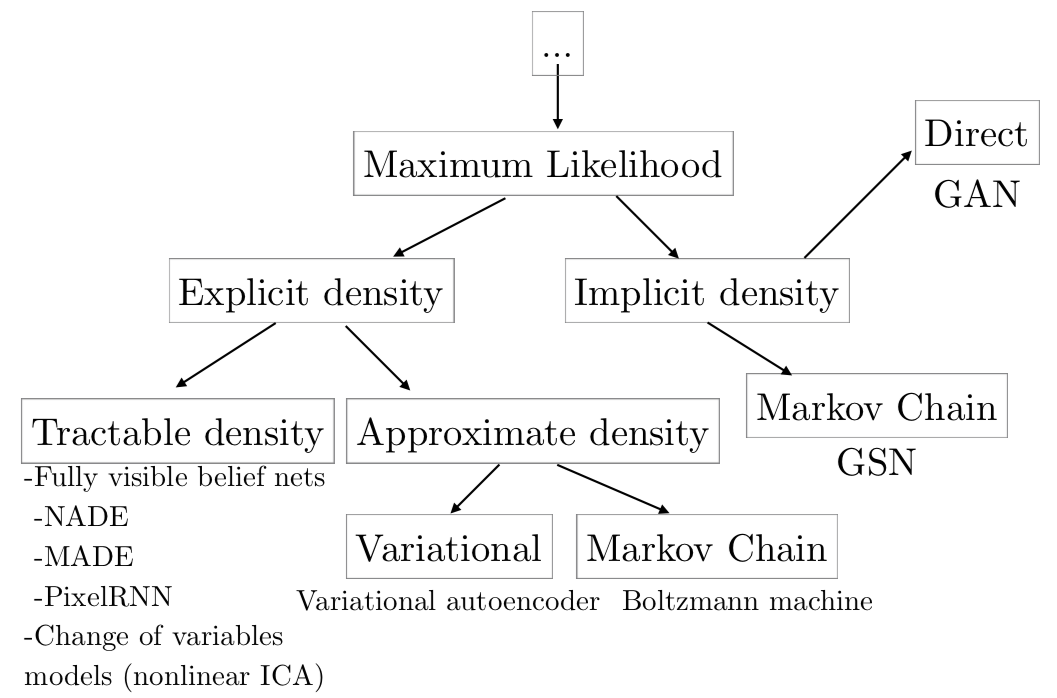 ...
Maximum Likelihood
Direct
GAN
Explicit density
Implicit density
Tractable density
-Fully visible belief nets
-NADE
-MADE
-PixelRNN
-Change of variables
models (nonlinear ICA)
Approximate density
Variational
Variational autoencoder
Markov Chain
Boltzmann machine
Markov Chain
GSN